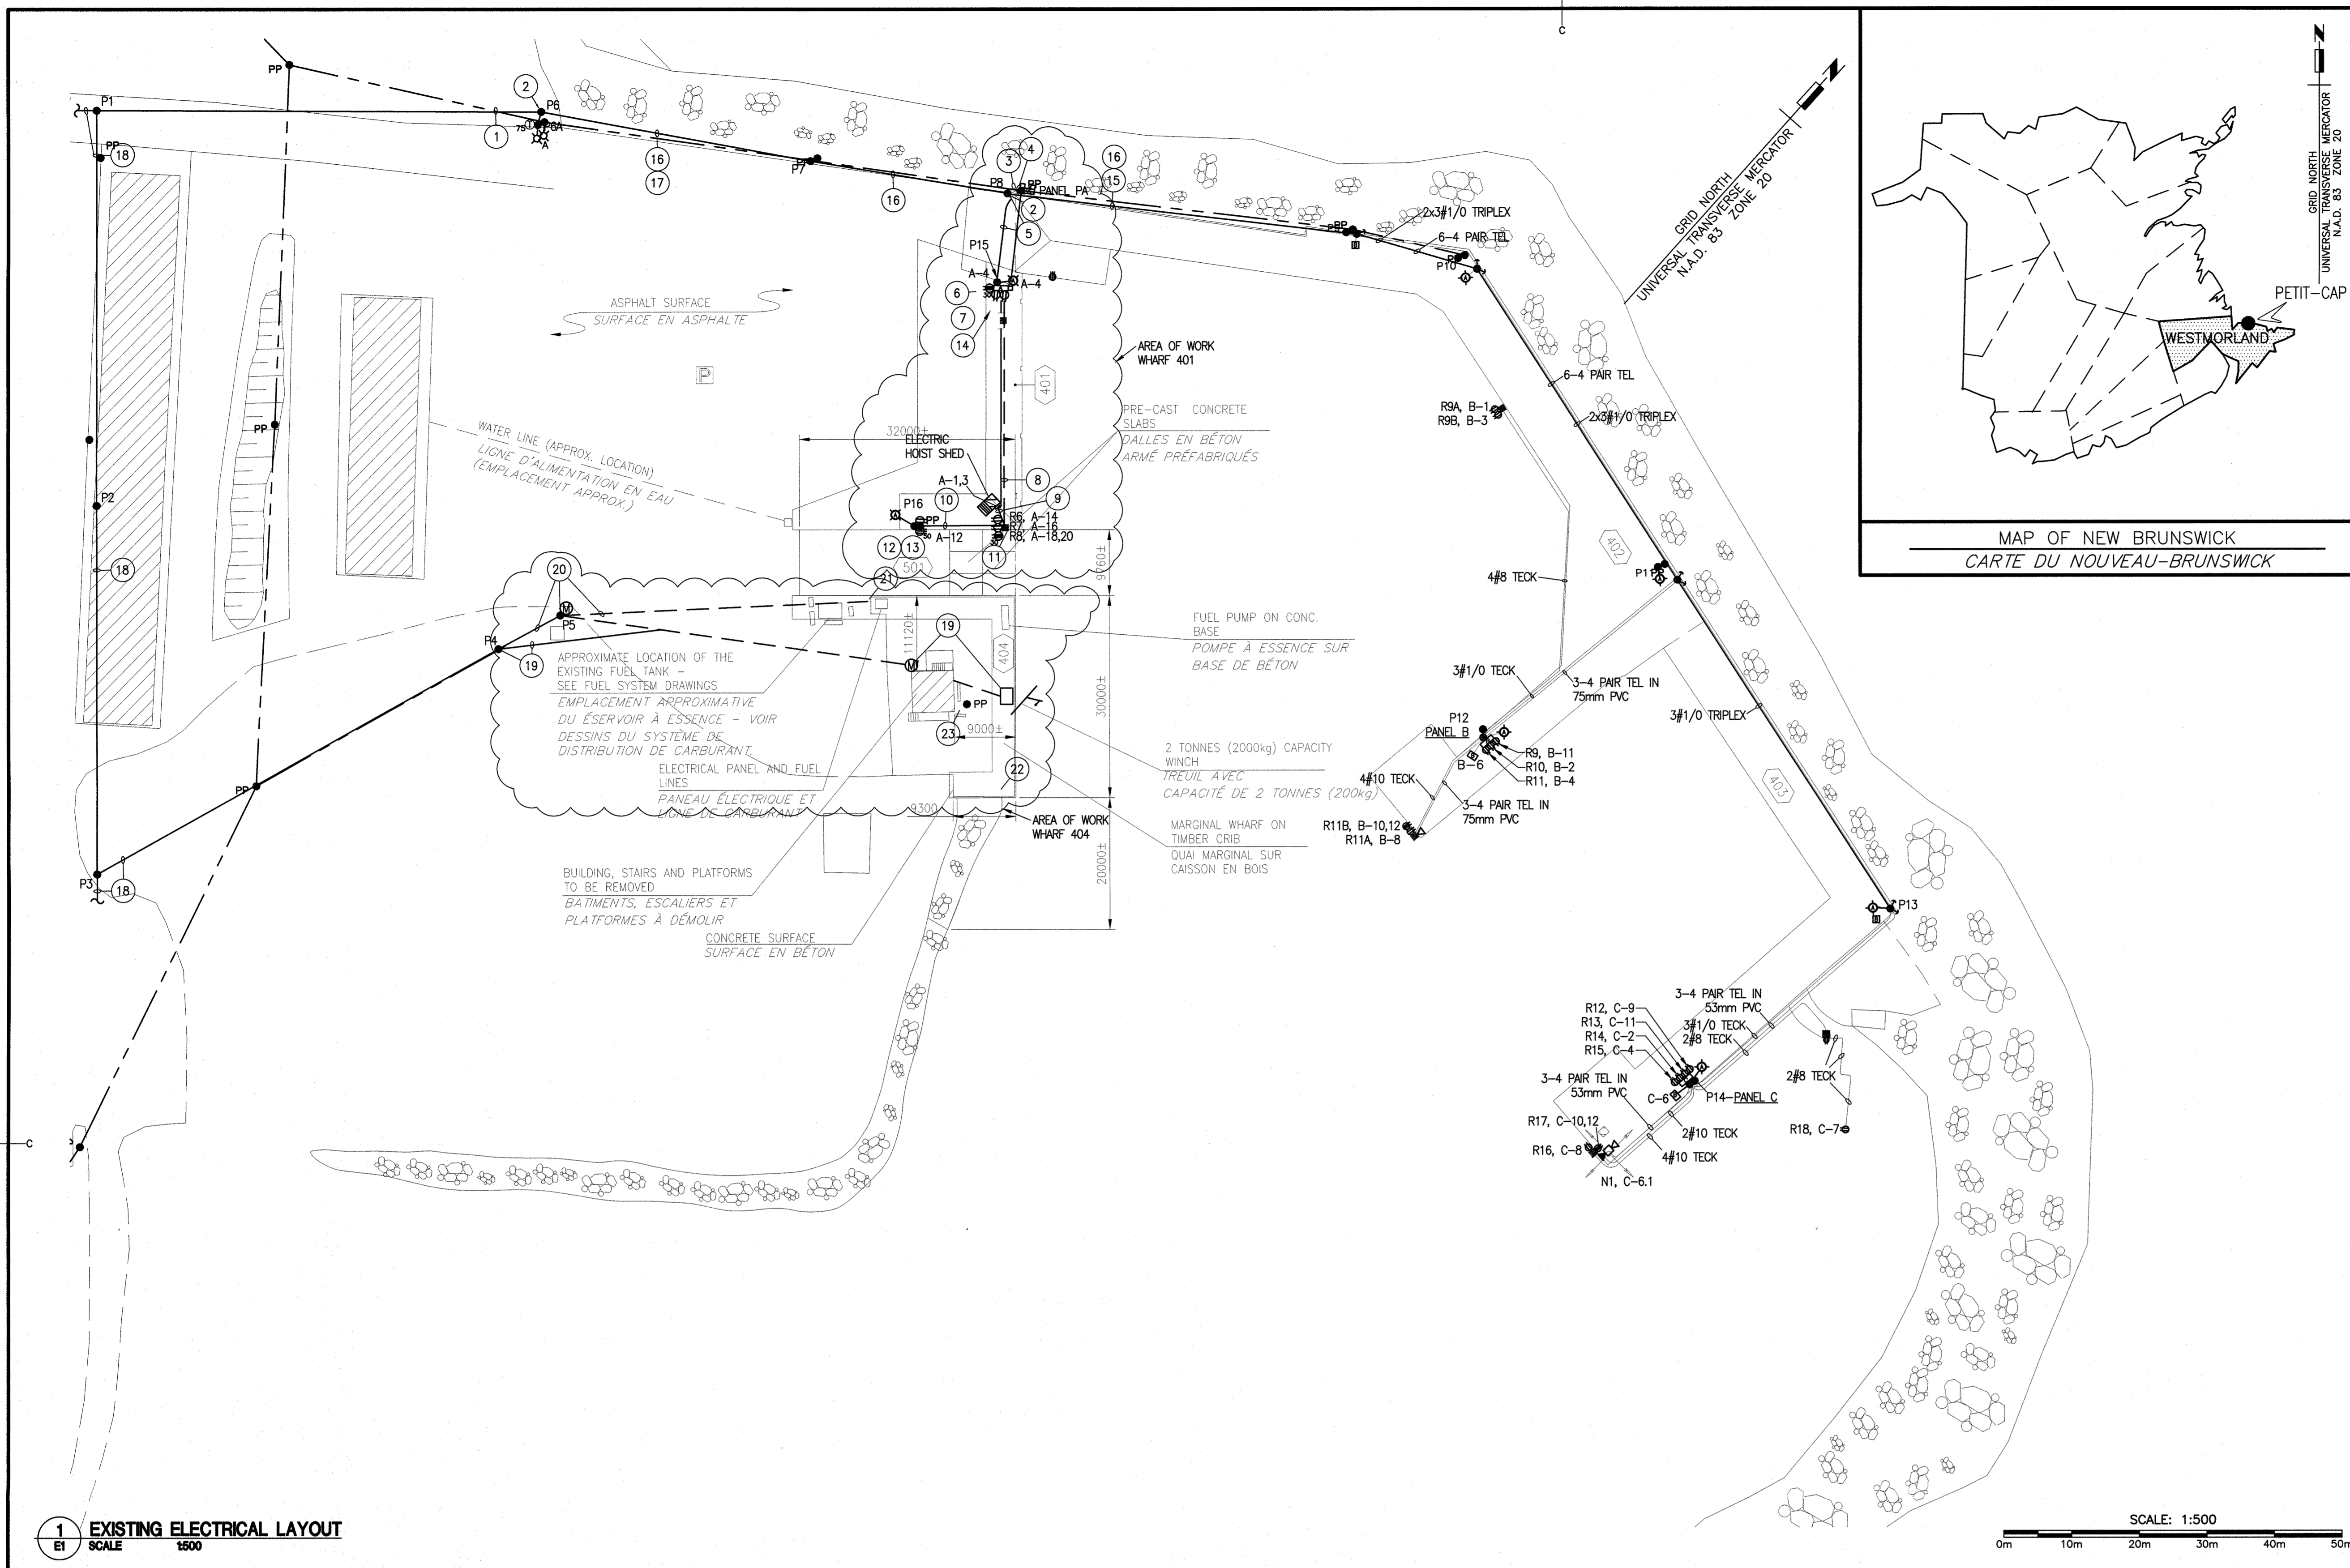 C
PP
P1
2
P6
P6A
75
A
1
PP
18
16
17
P7
16
3
4
P8
PP
PANEL PA
2
5
16
15
P15
A-4
A-4
6
7
14
2x3#1/0 TRIPLEX
6-4 PAIR TEL
P10
GRID NORTH
UNIVERSAL TRANSVERSE MERCATOR
N.A.D. 83 ZONE 20
N
N
GRID NORTH
UNIVERSAL TRANSVERSE MERCATOR
N.A.D. 83 ZONE 20
PETIT-CAP
WESTMORLAND
MAP OF NEW BRUNSWICK
CARTE DU NOUVEAU-BRUNSWICK
ASPHALT SURFACE
SURFACE EN ASPHALTE
P
AREA OF WORK
WHARF 401
401
6-4 PAIR TEL
2x3#1/0 TRIPLEX
R9A, B-1
R9B, B-3
PRE-CAST CONCRETE
SLABS
DALLES EN BÉTON
ARMÉ PRÉFABRIQUÉS
32000±
ELECTRIC
HOIST SHED
WATER LINE (APPROX. LOCATION)
LIGNE D'ALIMENTATION EN EAU
(EMPLACEMENT APPROX.)
PP
P2
A-1,3
8
9
10
P16
PP
A-12
R6, A-14
R7, A-16
R8, A-18,20
12
13
11
501
21
9760±
18
20
M
P5
P4
19
402
P11
4#8 TECK
11120±
19
404
M
FUEL PUMP ON CONC.
BASE
POMPE À ESSENCE SUR
BASE DE BÉTON
APPROXIMATE LOCATION OF THE
EXISTING FUEL TANK –
SEE FUEL SYSTEM DRAWINGS
EMPLACEMENT APPROXIMATIVE
DU ÉSERVOIR À ESSENCE – VOIR
DESSINS DU SYSTÈME DE
DISTRIBUTION DE CARBURANT
3#1/0 TECK
3-4 PAIR TEL IN
75mm PVC
3#1/0 TRIPLEX
30000±
PP
23
9000±
22
P12
PANEL B
B-6
R9, B-11
R10, B-2
R11, B-4
2 TONNES (2000kg) CAPACITY
WINCH
TREUIL AVEC
CAPACITÉ DE 2 TONNES (200kg)
ELECTRICAL PANEL AND FUEL
LINES
PANEAU ÉLECTRIQUE ET
LIGNE DE CARBURANT
4#10 TECK
3-4 PAIR TEL IN
75mm PVC
403
PP
9300
AREA OF WORK
WHARF 404
MARGINAL WHARF ON
TIMBER CRIB
QUAI MARGINAL SUR
CAISSON EN BOIS
R11B, B-10,12
R11A, B-8
20000±
P3
18
BUILDING, STAIRS AND PLATFORMS
TO BE REMOVED
BATIMENTS, ESCALIERS ET
PLATFORMES À DÉMOLIR
CONCRETE SURFACE
SURFACE EN BÉTON
P13
3-4 PAIR TEL IN
53mm PVC
R12, C-9
R13, C-11
R14, C-2
R15, C-4
3#1/0 TECK
2#8 TECK
3-4 PAIR TEL IN
53mm PVC
C-6
P14-PANEL C
2#8 TECK
R17, C-10,12
R16, C-8
2#10 TECK
4#10 TECK
R18, C-7
N1, C-6.1
C
1
E1
EXISTING ELECTRICAL LAYOUT
SCALE 1:500
SCALE: 1:500
0m 10m 20m 30m 40m